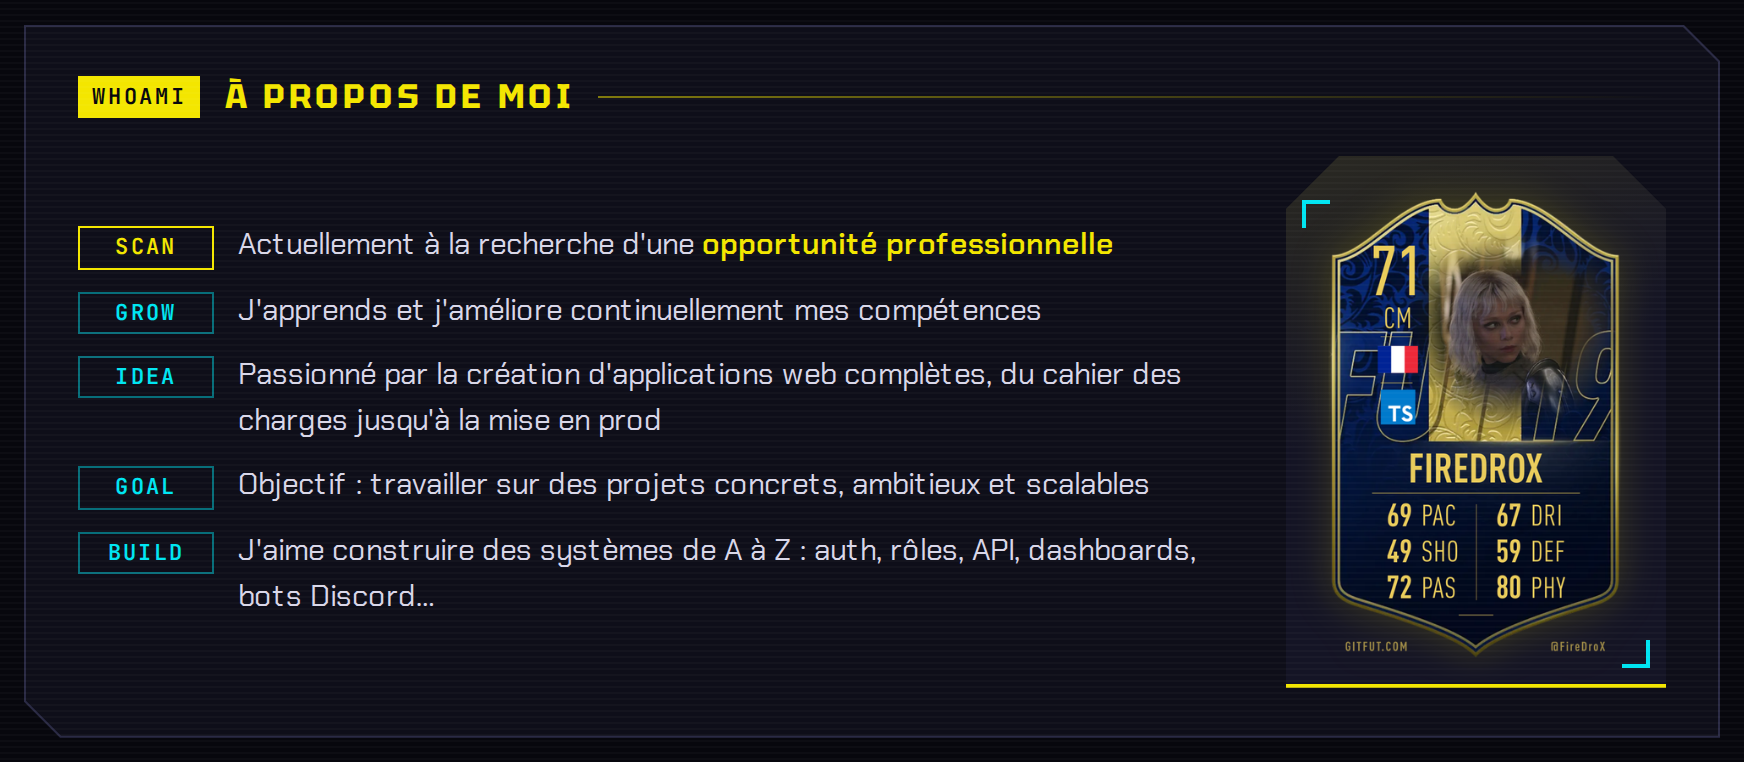 WHOAMI À PROPOS DE MOI
SCAN Actuellement à la recherche d'une opportunité professionnelle
GROW J'apprends et j'améliore continuellement mes compétences
IDEA Passionné par la création d'applications web complètes, du cahier des
charges jusqu'à la mise en prod
GOAL Objectif : travailler sur des projets concrets, ambitieux et scalables
BUILD J'aime construire des systèmes de A à Z : auth, rôles, API, dashboards,
bots Discord...
71
CM
FU 19
TS
FIREDROX
69 PAC 67 DRI
49 SHO 59 DEF
72 PAS 80 PHY
GITFUT.COM @FireDroX